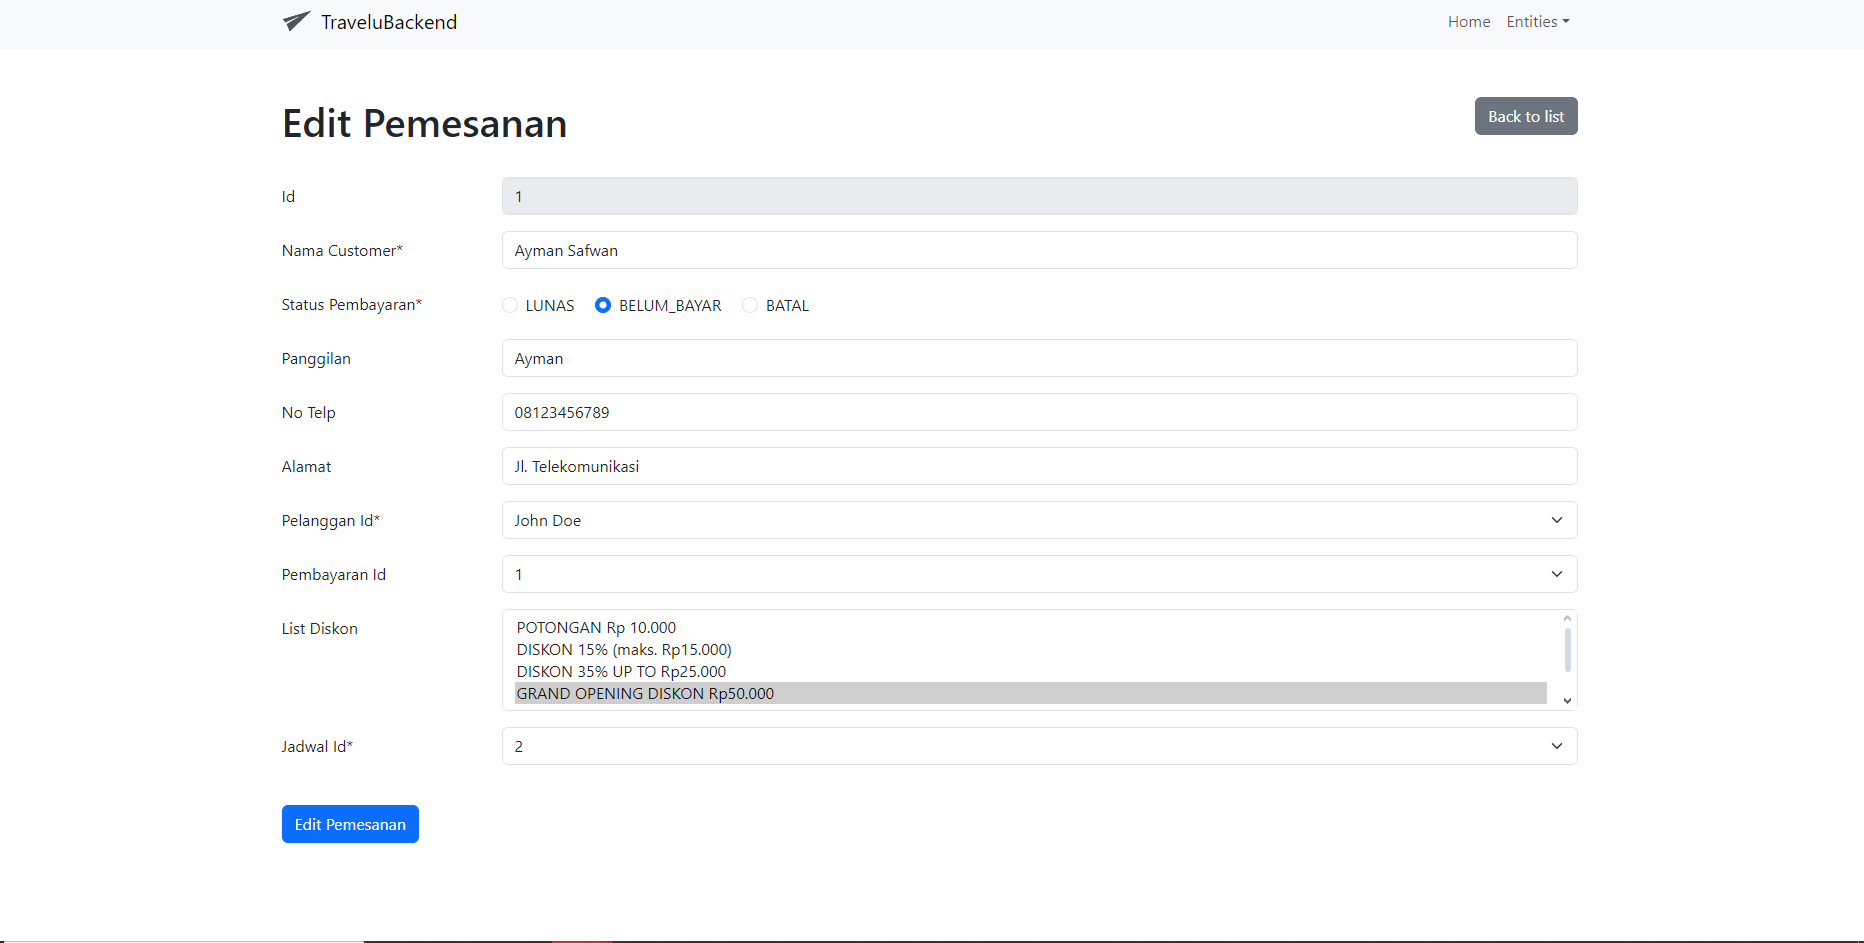 TraveluBackend
Home
Entities
Edit Pemesanan
Back to list
Id
1
Nama Customer*
Ayman Safwan
Status Pembayaran*
LUNAS
BELUM_BAYAR
BATAL
Panggilan
Ayman
No Telp
08123456789
Alamat
Jl. Telekomunikasi
Pelanggan Id*
John Doe
Pembayaran Id
1
List Diskon
POTONGAN Rp 10.000
DISKON 15% (maks. Rp15.000)
DISKON 35% UP TO Rp25.000
GRAND OPENING DISKON Rp50.000
Jadwal Id*
2
Edit Pemesanan